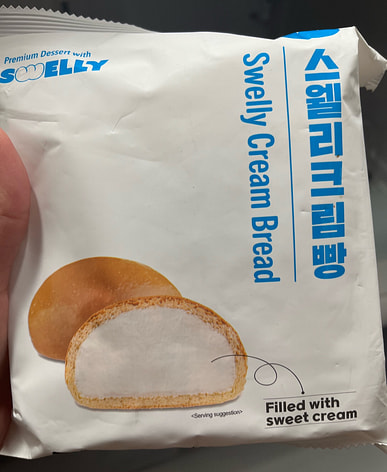 Premium Dessert with
SWELLY
스웰리크림빵
Swelly Cream Bread
<Serving suggestion>
Filled with
sweet cream